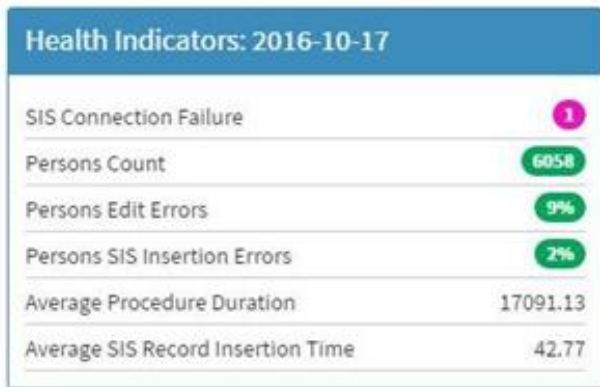 Health Indicators: 2016-10-17
SIS Connection Failure 1
Persons Count 6058
Persons Edit Errors 9%
Persons SIS Insertion Errors 2%
Average Procedure Duration 17091.13
Average SIS Record Insertion Time 42.77